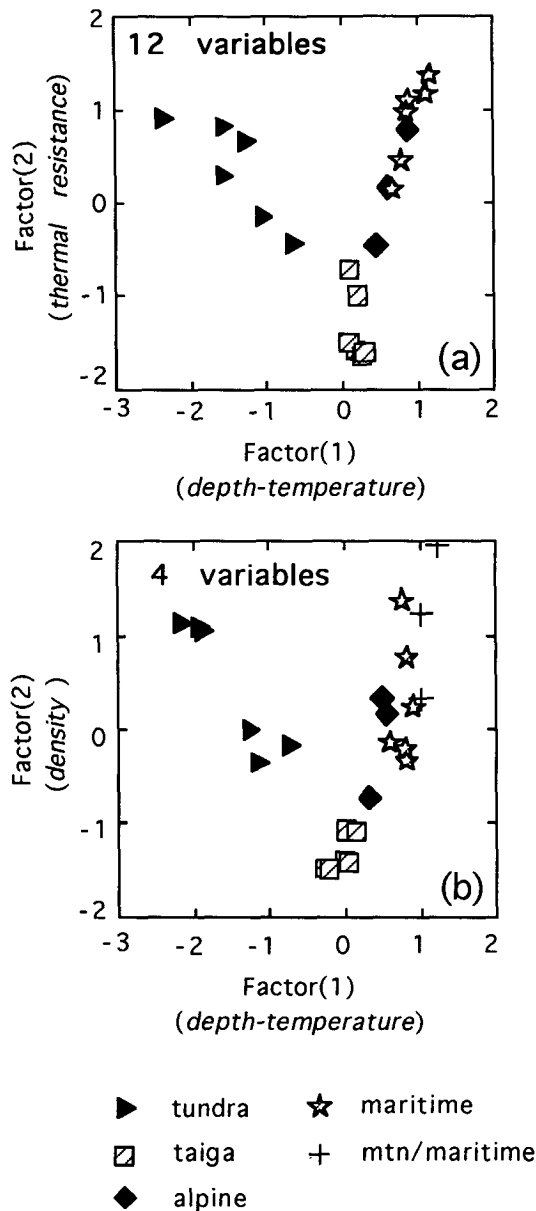 12 variables
2
1
0
-1
-2
Factor(2)
(thermal resistance)
(a)
-3 -2 -1 0 1 2
Factor(1)
(depth-temperature)
4 variables
2
1
0
-1
-2
Factor(2)
(density)
(b)
-3 -2 -1 0 1 2
Factor(1)
(depth-temperature)
tundra
maritime
taiga
mtn/maritime
alpine